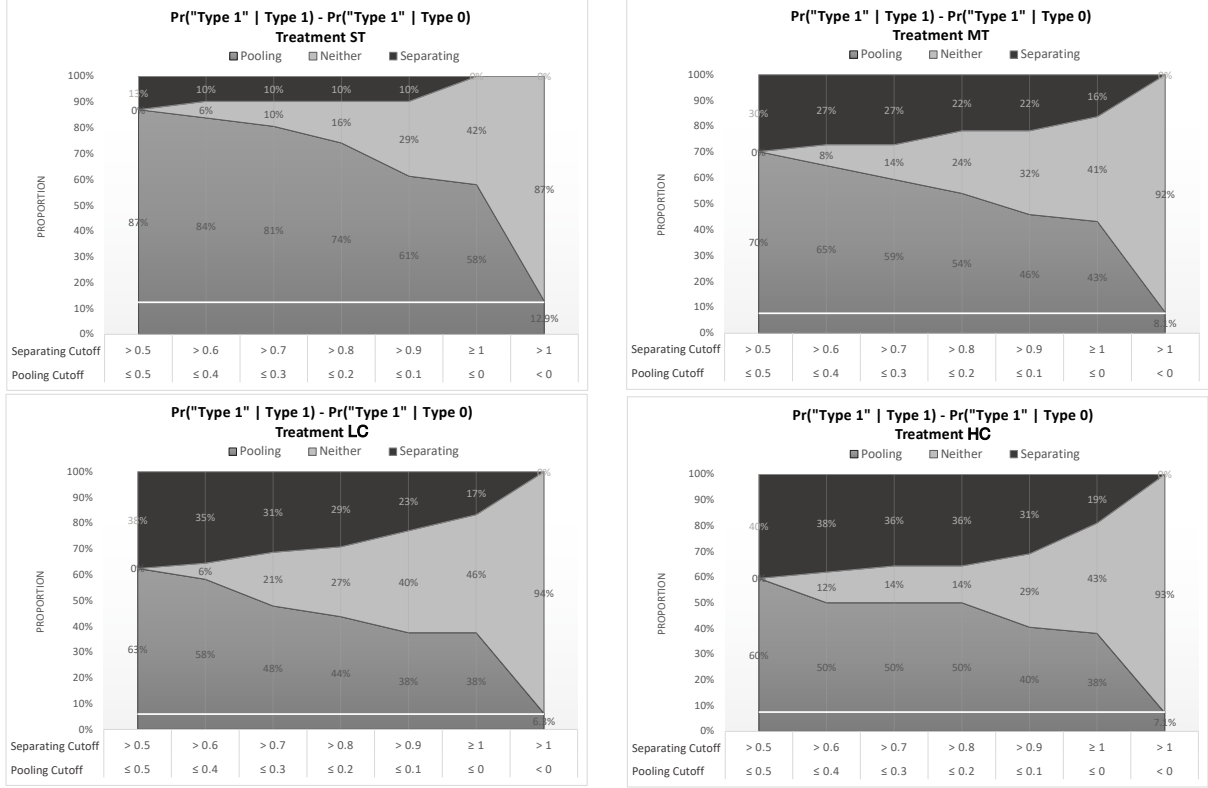 Pr("Type 1" | Type 1) - Pr("Type 1" | Type 0)
Treatment ST
Pooling Neither Separating
100%
90%
80%
70%
60%
50%
40%
30%
20%
10%
0%
PROPORTION
13% 10% 10% 10% 10% 0% 0%
0% 6% 10% 16% 29% 42% 87%
87% 84% 81% 74% 61% 58% 12.9%
Separating Cutoff > 0.5 > 0.6 > 0.7 > 0.8 > 0.9 ≥ 1 > 1
Pooling Cutoff ≤ 0.5 ≤ 0.4 ≤ 0.3 ≤ 0.2 ≤ 0.1 ≤ 0 < 0
Pr("Type 1" | Type 1) - Pr("Type 1" | Type 0)
Treatment MT
Pooling Neither Separating
100%
90%
80%
70%
60%
50%
40%
30%
20%
10%
0%
PROPORTION
30% 27% 27% 22% 22% 16% 0%
0% 8% 14% 24% 32% 41% 92%
70% 65% 59% 54% 46% 43% 8.1%
Separating Cutoff > 0.5 > 0.6 > 0.7 > 0.8 > 0.9 ≥ 1 > 1
Pooling Cutoff ≤ 0.5 ≤ 0.4 ≤ 0.3 ≤ 0.2 ≤ 0.1 ≤ 0 < 0
Pr("Type 1" | Type 1) - Pr("Type 1" | Type 0)
Treatment LC
Pooling Neither Separating
100%
90%
80%
70%
60%
50%
40%
30%
20%
10%
0%
PROPORTION
38% 35% 31% 29% 23% 17% 0%
0% 6% 21% 27% 40% 46% 94%
63% 58% 48% 44% 38% 38% 6.3%
Separating Cutoff > 0.5 > 0.6 > 0.7 > 0.8 > 0.9 ≥ 1 > 1
Pooling Cutoff ≤ 0.5 ≤ 0.4 ≤ 0.3 ≤ 0.2 ≤ 0.1 ≤ 0 < 0
Pr("Type 1" | Type 1) - Pr("Type 1" | Type 0)
Treatment HC
Pooling Neither Separating
100%
90%
80%
70%
60%
50%
40%
30%
20%
10%
0%
PROPORTION
40% 38% 36% 36% 31% 19% 0%
0% 12% 14% 14% 29% 43% 93%
60% 50% 50% 50% 40% 38% 7.1%
Separating Cutoff > 0.5 > 0.6 > 0.7 > 0.8 > 0.9 ≥ 1 > 1
Pooling Cutoff ≤ 0.5 ≤ 0.4 ≤ 0.3 ≤ 0.2 ≤ 0.1 ≤ 0 < 0